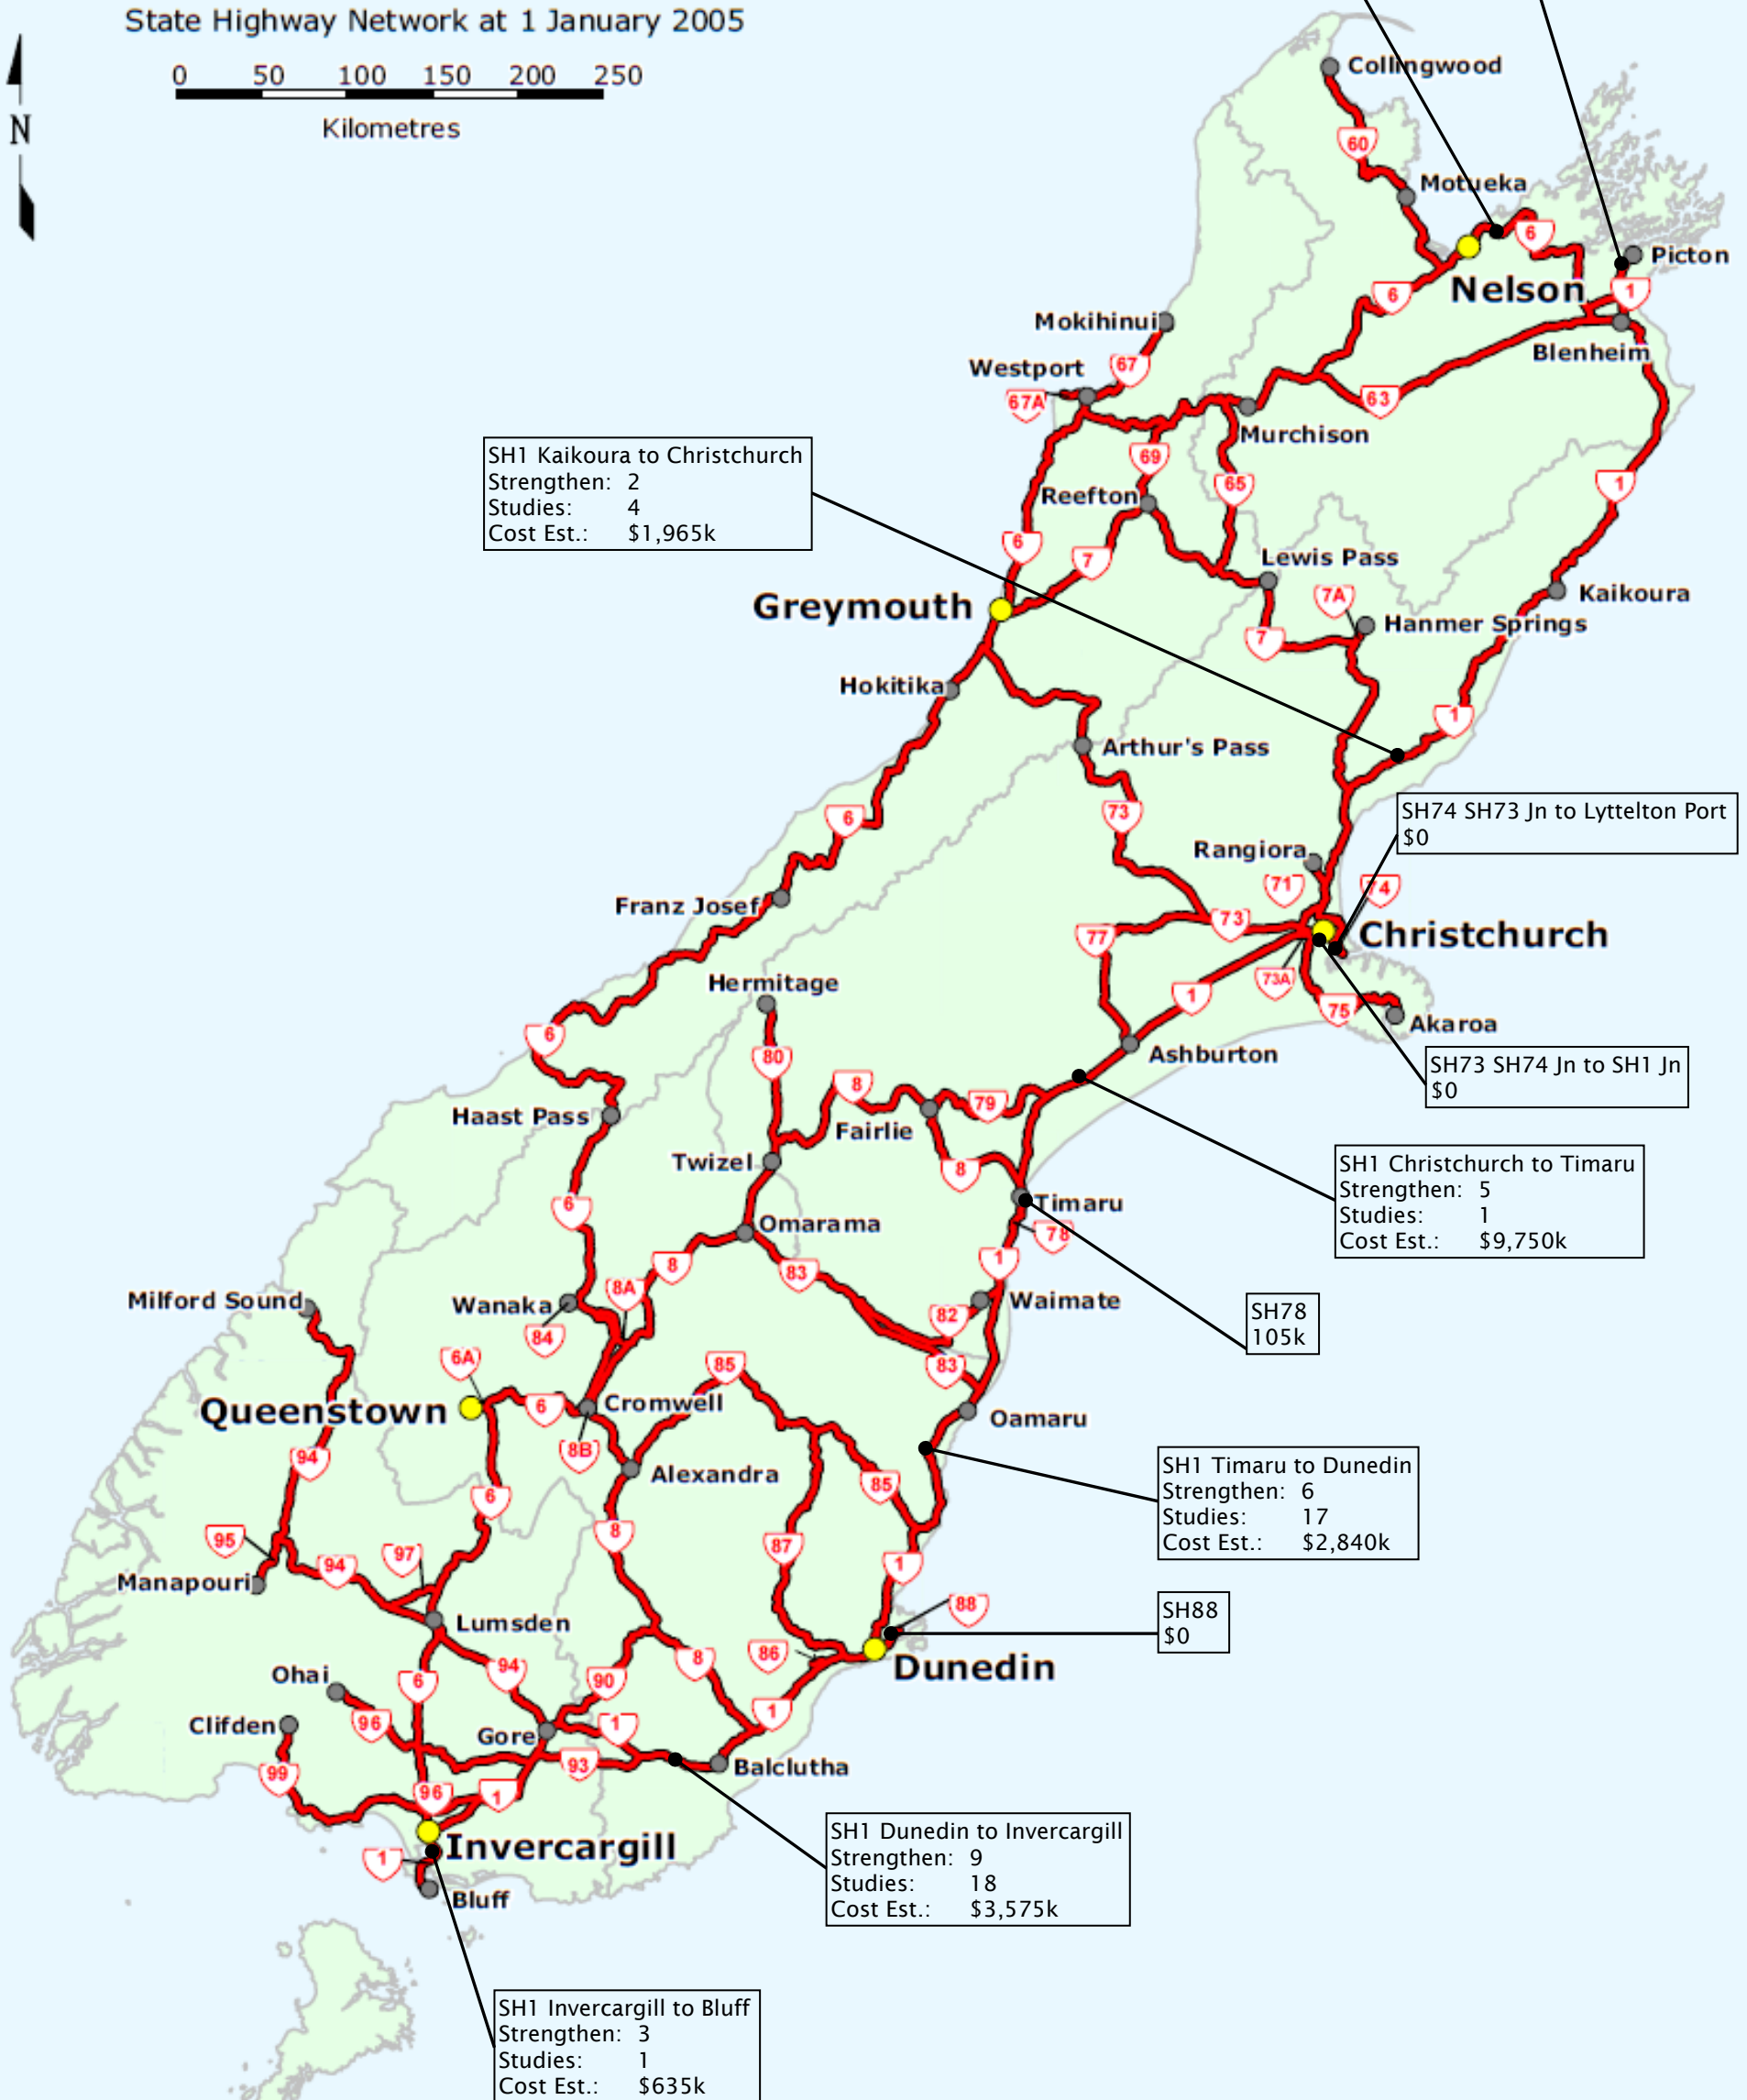 State Highway Network at 1 January 2005
0 50 100 150 200 250
Kilometres
N
Collingwood
60
Motueka
6
Picton
Nelson
1
6
Mokihinui
Blenheim
Westport
67
67A
63
Murchison
SH1 Kaikoura to Christchurch
Strengthen: 2
Studies: 4
Cost Est.: $1,965k
69
65
1
Reefton
6
7
Lewis Pass
7A
Kaikoura
Greymouth
Hanmer Springs
7
Hokitika
1
Arthur's Pass
73
6
SH74 SH73 Jn to Lyttelton Port
$0
Rangiora
71
74
Franz Josef
77
73
Christchurch
73A
Hermitage
1
75
Akaroa
6
Ashburton
80
SH73 SH74 Jn to SH1 Jn
$0
8
79
Haast Pass
Fairlie
Twizel
8
SH1 Christchurch to Timaru
Strengthen: 5
Studies: 1
Cost Est.: $9,750k
6
Timaru
Omarama
78
8
83
1
8A
Milford Sound
Wanaka
84
82
Waimate
SH78
105k
6A
85
83
Queenstown
6
Cromwell
Oamaru
8B
94
Alexandra
SH1 Timaru to Dunedin
Strengthen: 6
Studies: 17
Cost Est.: $2,840k
6
85
95
8
87
94
97
1
Manapouri
88
SH88
$0
Lumsden
86
Dunedin
94
8
Ohai
6
90
1
Clifden
96
Gore
1
93
Balclutha
99
96
1
SH1 Dunedin to Invercargill
Strengthen: 9
Studies: 18
Cost Est.: $3,575k
Invercargill
1
Bluff
SH1 Invercargill to Bluff
Strengthen: 3
Studies: 1
Cost Est.: $635k